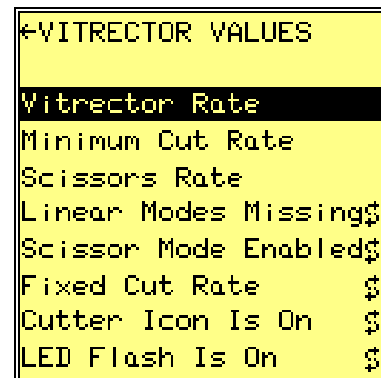 ←VITRECTOR VALUES
Vitrector Rate
Minimum Cut Rate
Scissors Rate
Linear Modes Missing$
Scissor Mode Enabled$
Fixed Cut Rate $
Cutter Icon Is On $
LED Flash Is On $